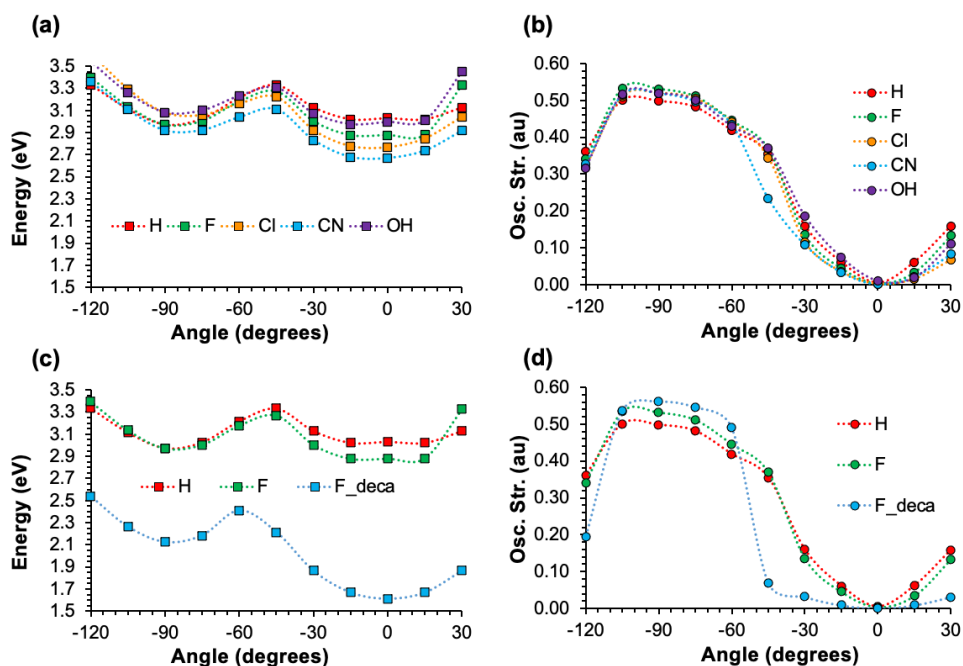 (a)
Energy (eV)
3.5
3.3
3.1
2.9
2.7
2.5
2.3
2.1
1.9
1.7
1.5
H F Cl CN OH
-120 -90 -60 -30 0 30
Angle (degrees)
(b)
Osc. Str. (au)
0.60
0.50
0.40
0.30
0.20
0.10
0.00
H
F
Cl
CN
OH
-120 -90 -60 -30 0 30
Angle (degrees)
(c)
Energy (eV)
3.5
3.3
3.1
2.9
2.7
2.5
2.3
2.1
1.9
1.7
1.5
H F F_deca
-120 -90 -60 -30 0 30
Angle (degrees)
(d)
Osc. Str. (au)
0.60
0.50
0.40
0.30
0.20
0.10
0.00
H
F
F_deca
-120 -90 -60 -30 0 30
Angle (degrees)